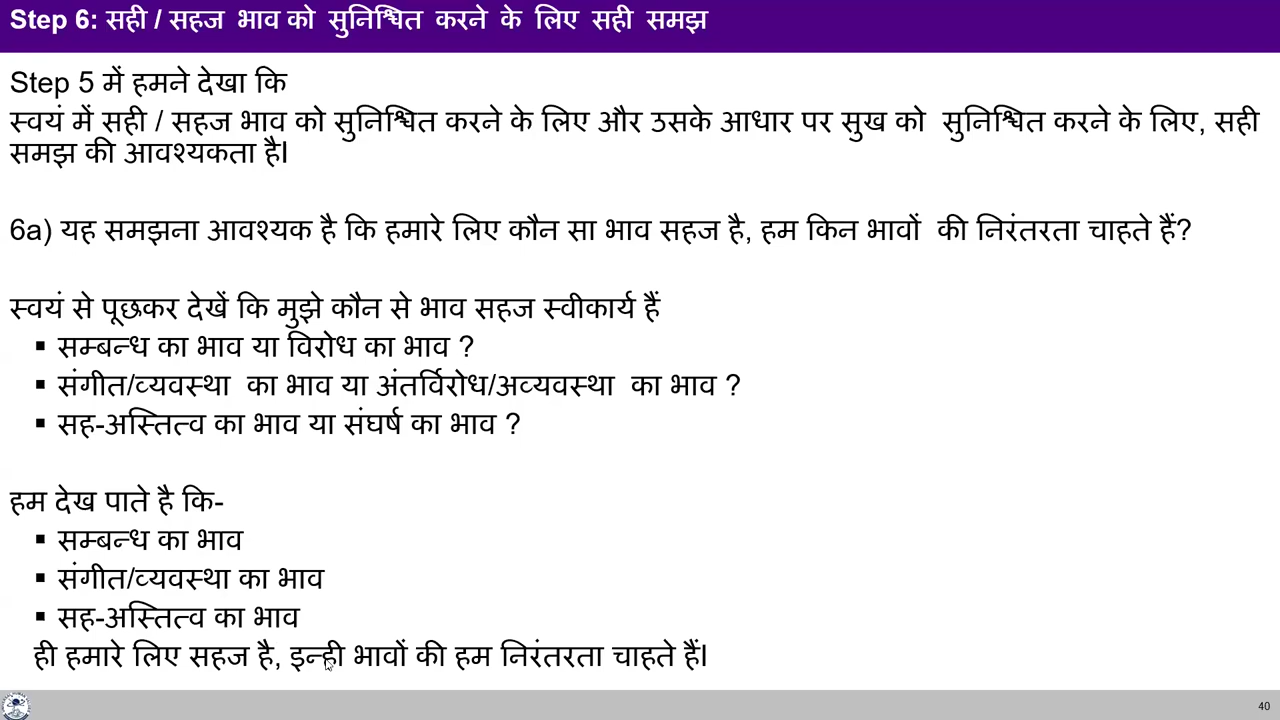 Step 6: सही / सहज भाव को सुनिश्चित करने के लिए सही समझ
Step 5 में हमने देखा कि
स्वयं में सही / सहज भाव को सुनिश्चित करने के लिए और उसके आधार पर सुख को सुनिश्चित करने के लिए, सही
समझ की आवश्यकता है।
6a) यह समझना आवश्यक है कि हमारे लिए कौन सा भाव सहज है, हम किन भावों की निरंतरता चाहते हैं?
स्वयं से पूछकर देखें कि मुझे कौन से भाव सहज स्वीकार्य हैं
▪ सम्बन्ध का भाव या विरोध का भाव ?
▪ संगीत/व्यवस्था का भाव या अंतर्विरोध/अव्यवस्था का भाव ?
▪ सह-अस्तित्व का भाव या संघर्ष का भाव ?
हम देख पाते है कि-
▪ सम्बन्ध का भाव
▪ संगीत/व्यवस्था का भाव
▪ सह-अस्तित्व का भाव
ही हमारे लिए सहज है, इन्ही भावों की हम निरंतरता चाहते हैं।
40